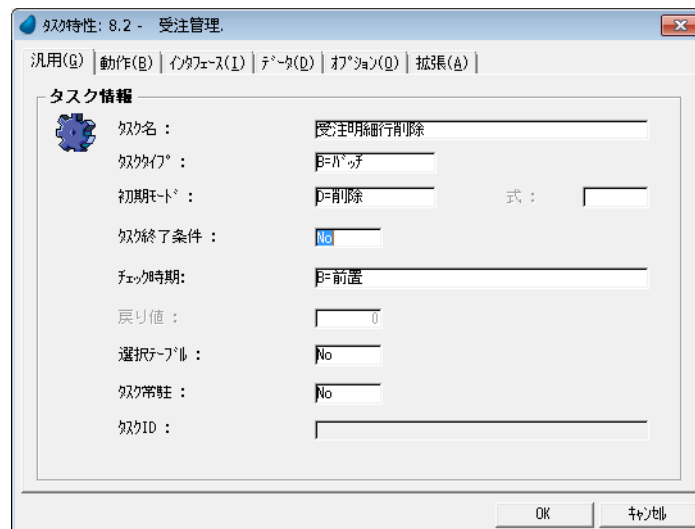 ﾀｽｸ特性: 8.2 - 受注管理.
汎用(G) 動作(B) ｲﾝﾀﾌｪｰｽ(I) ﾃﾞｰﾀ(D) ｵﾌﾟｼｮﾝ(O) 拡張(A)
タスク情報
ﾀｽｸ名 : 受注明細行削除
ﾀｽｸﾀｲﾌﾟ : B=ﾊﾞｯﾁ
初期ﾓｰﾄﾞ : D=削除 式 :
ﾀｽｸ終了条件 : No
ﾁｪｯｸ時期: B=前置
戻り値 : 0
選択ﾃｰﾌﾞﾙ : No
ﾀｽｸ常駐 : No
ﾀｽｸID :
OK ｷｬﾝｾﾙ